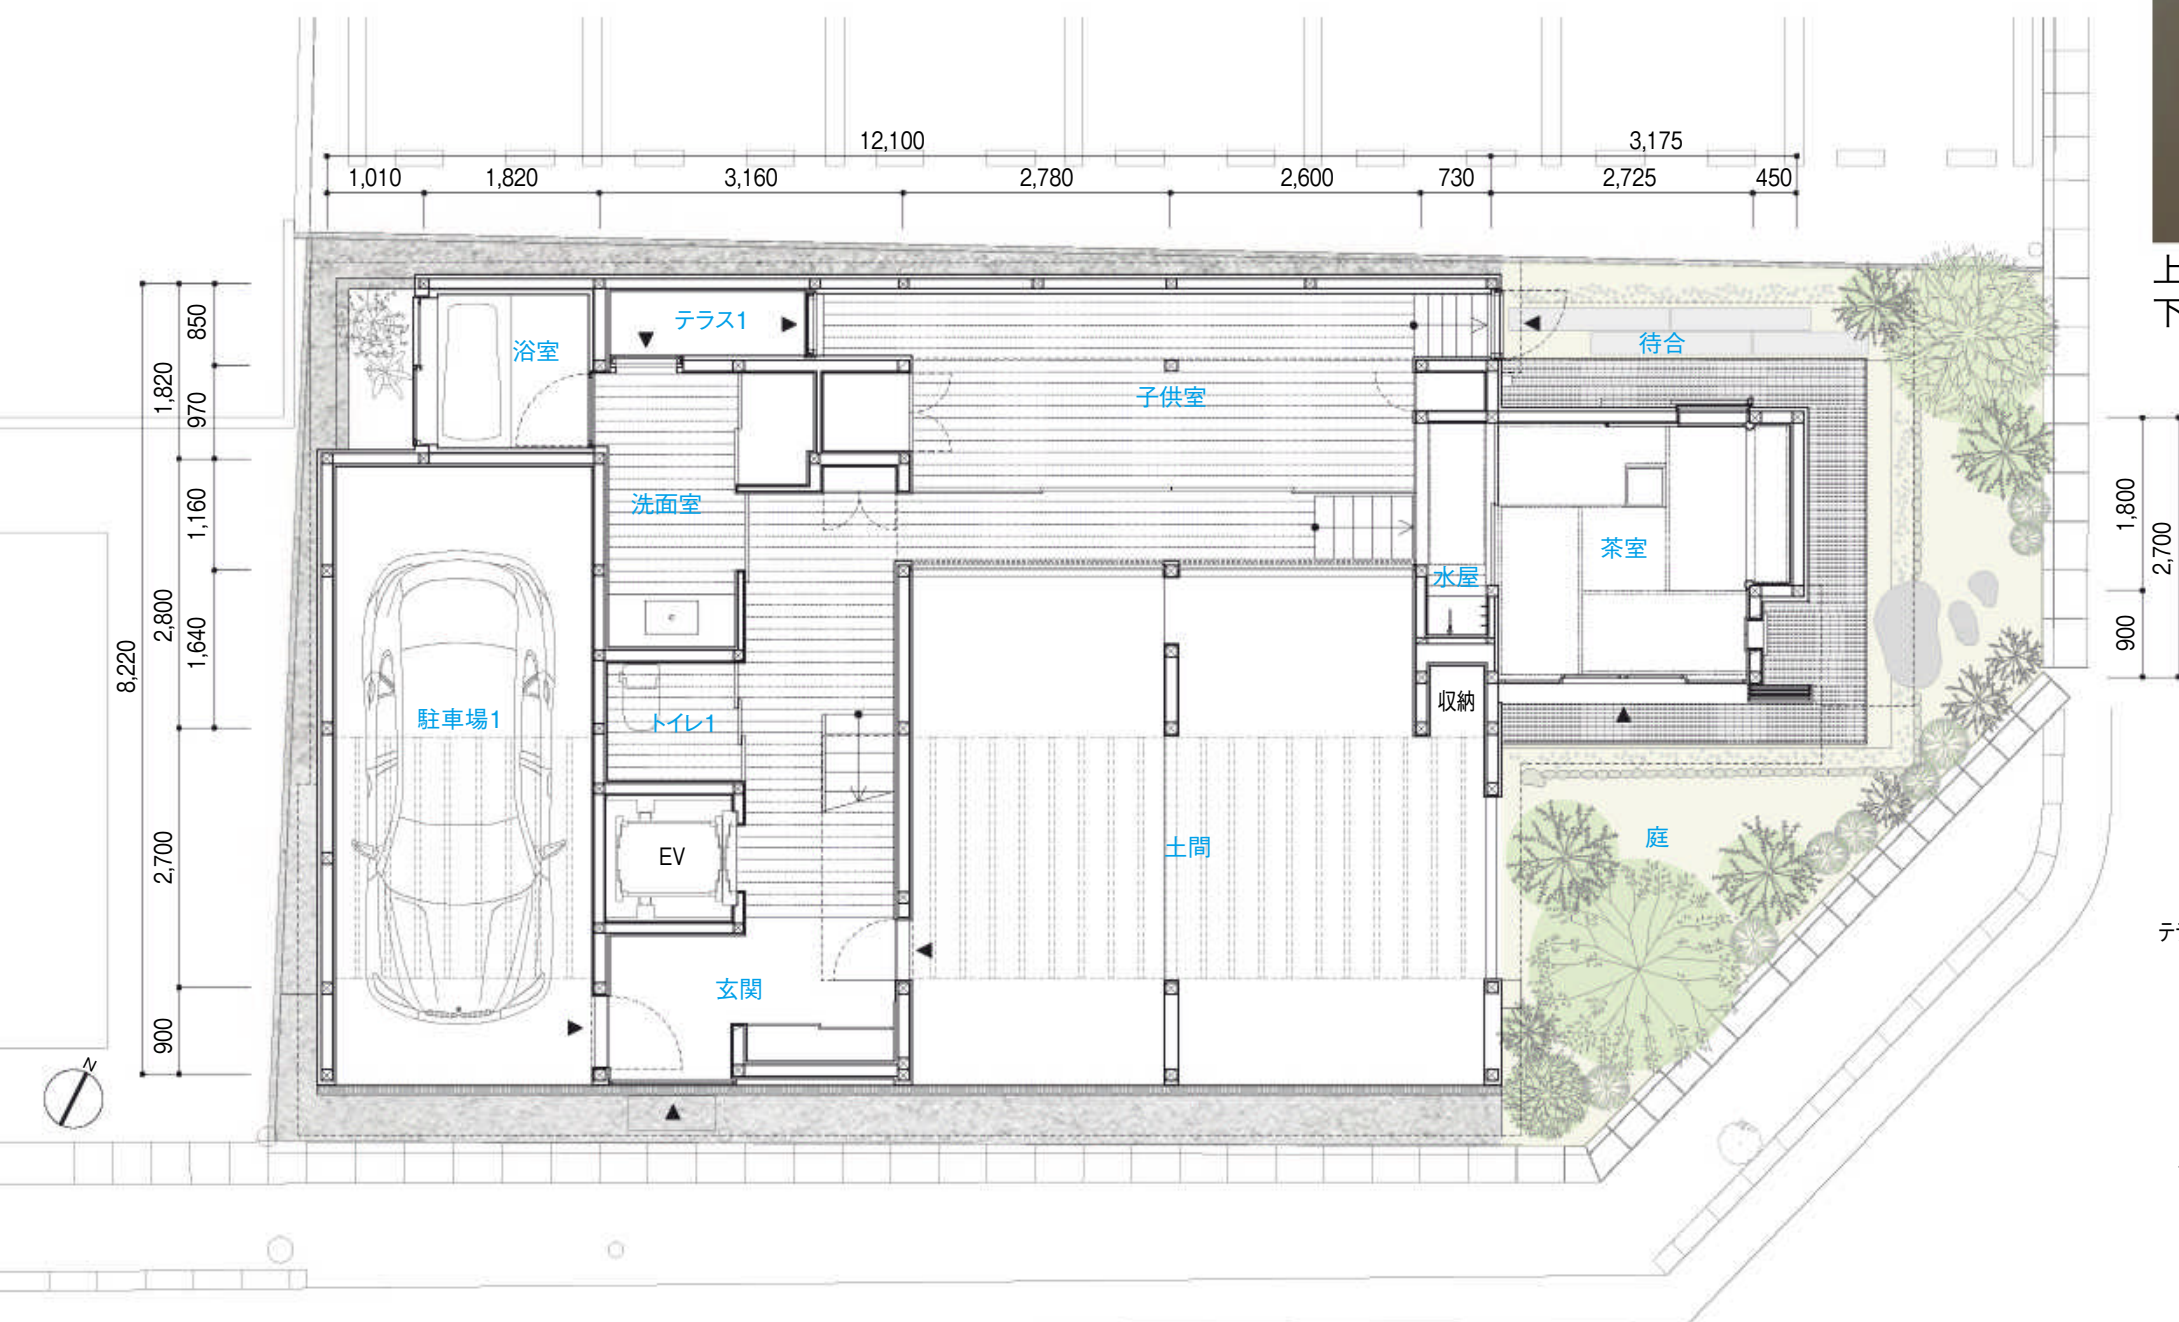 12,100
3,175
1,010
1,820
3,160
2,780
2,600
730
2,725
450
上
下
850
1,820
970
1,160
2,800
1,640
8,220
2,700
900
1,800
2,700
900
テラス1
浴室
待合
子供室
洗面室
茶室
水屋
収納
駐車場1
トイレ1
EV
土間
庭
玄関
N